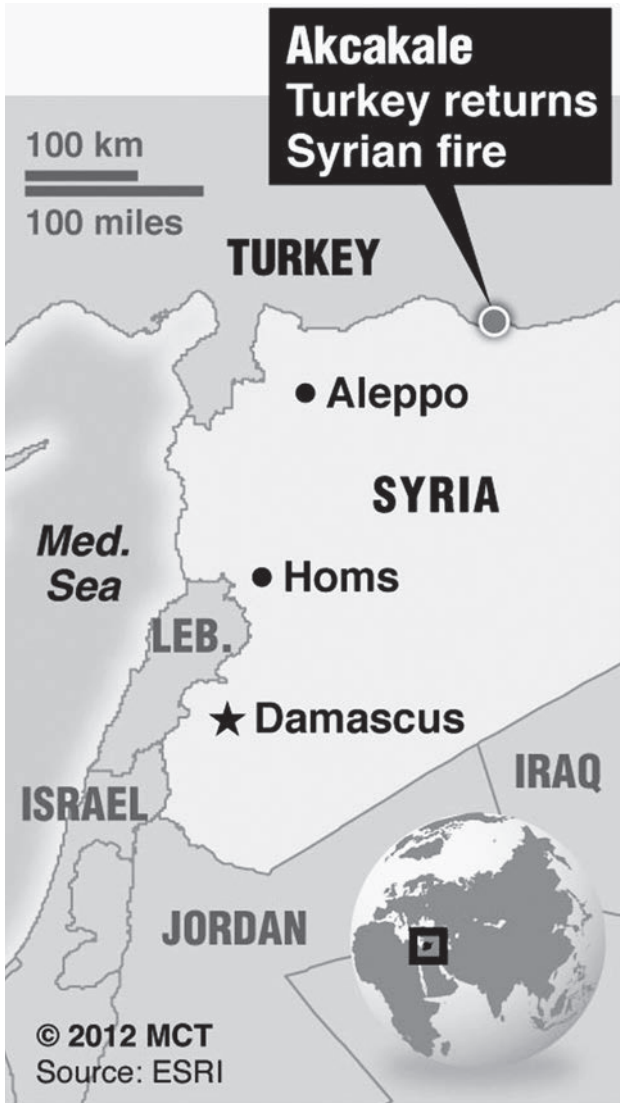 Akcakale
Turkey returns
Syrian fire
100 km
100 miles
TURKEY
Aleppo
SYRIA
Med.
Sea
Homs
LEB.
Damascus
IRAQ
ISRAEL
JORDAN
© 2012 MCT
Source: ESRI